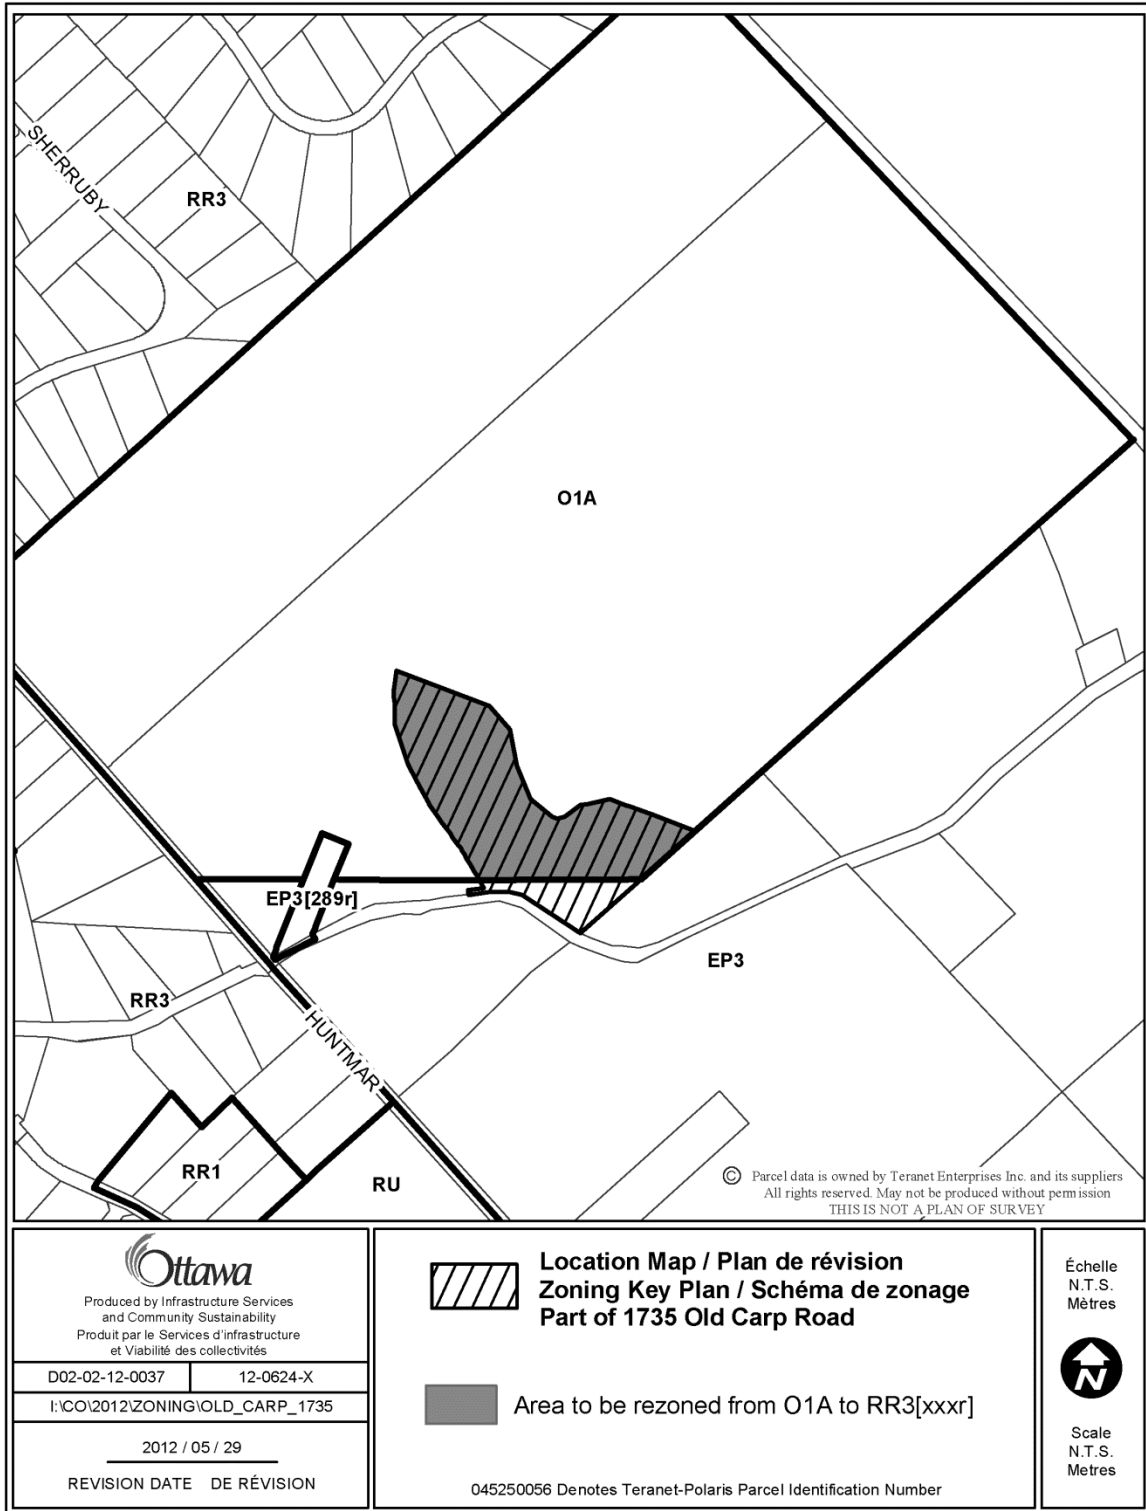 SHERRUBY
RR3
O1A
EP3[289r]
EP3
RR3
HUNTMAR
RR1
RU
© Parcel data is owned by Teranet Enterprises Inc. and its suppliers
All rights reserved. May not be produced without permission
THIS IS NOT A PLAN OF SURVEY
Ottawa
Produced by Infrastructure Services
and Community Sustainability
Produit par le Services d'infrastructure
et Viabilité des collectivités
D02-02-12-0037 12-0624-X
I:\CO\2012\ZONING\OLD_CARP_1735
2012 / 05 / 29
REVISION DATE DE RÉVISION
Location Map / Plan de révision
Zoning Key Plan / Schéma de zonage
Part of 1735 Old Carp Road
Area to be rezoned from O1A to RR3[xxxr]
045250056 Denotes Teranet-Polaris Parcel Identification Number
Échelle
N.T.S.
Mètres
N
Scale
N.T.S.
Metres